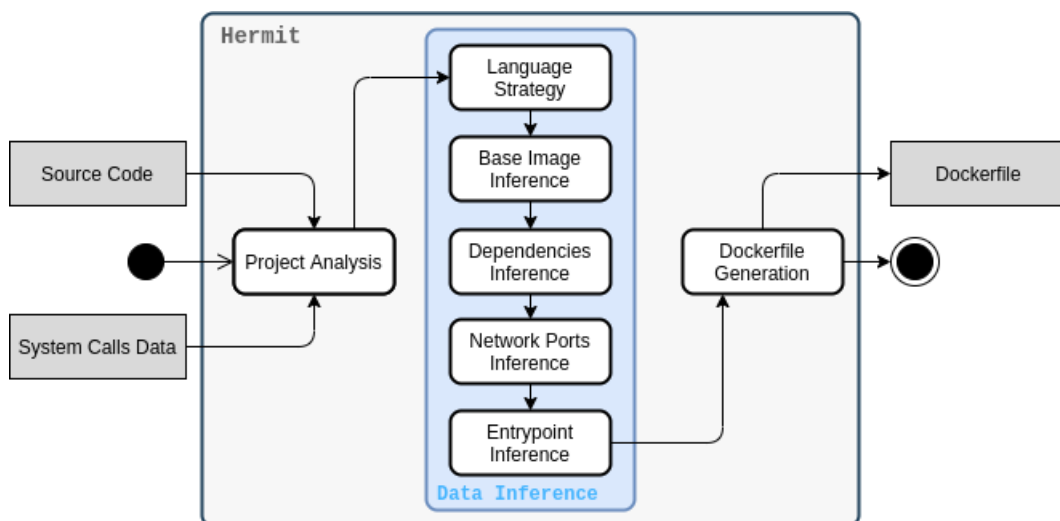 Hermit
Source Code
System Calls Data
Project Analysis
Language
Strategy
Base Image
Inference
Dependencies
Inference
Network Ports
Inference
Entrypoint
Inference
Data Inference
Dockerfile
Generation
Dockerfile